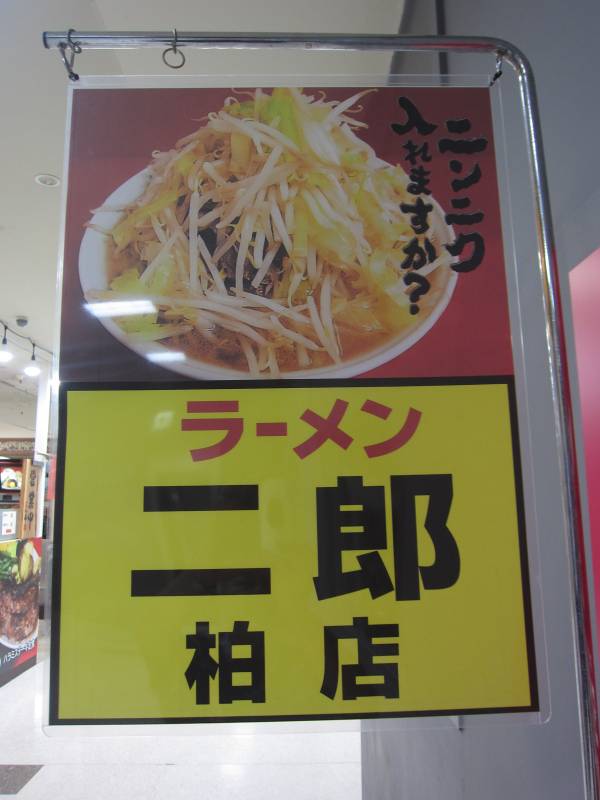 ニンニク
入れますか?
ラーメン
二郎
柏店